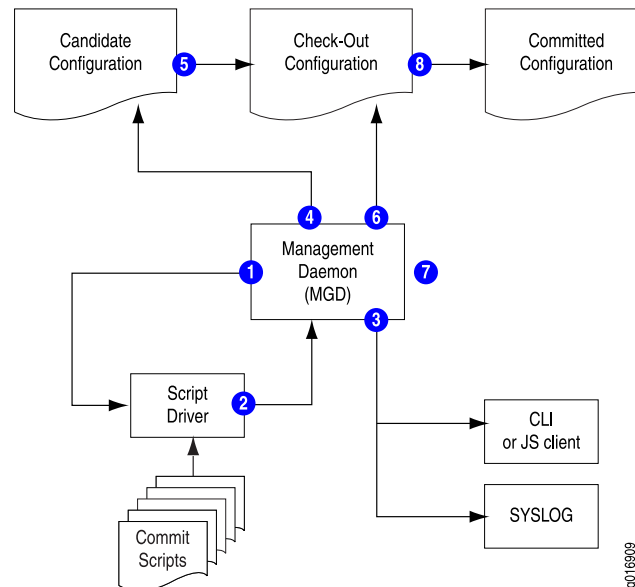 Candidate
Configuration
5
Check-Out
Configuration
8
Committed
Configuration
4
6
1
Management
Daemon
(MGD)
7
3
Script
Driver
2
CLI
or JS client
SYSLOG
Commit
Scripts
g016909